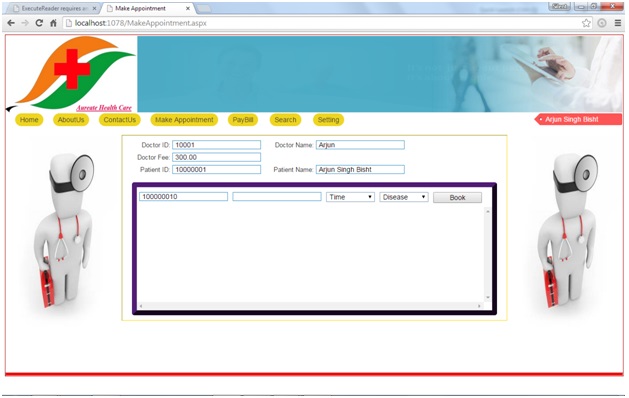 ExecuteReader requires a
Make Appointment
localhost:1078/MakeAppointment.aspx
Aureate Health Care
Home AboutUs ContactUs Make Appointment PayBill Search Setting Arjun Singh Bisht
Doctor ID: 10001 Doctor Name: Arjun
Doctor Fee: 300.00
Patient ID: 10000001 Patient Name: Arjun Singh Bisht
100000010 Time Disease Book